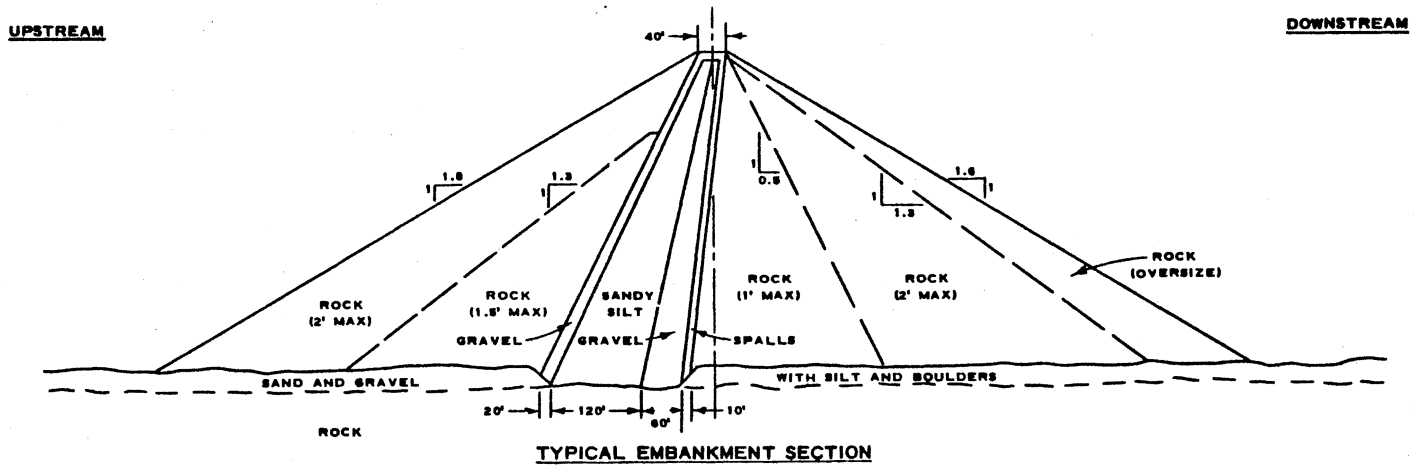 UPSTREAM
DOWNSTREAM
40'
1.8
1
1.3
1
1
0.5
1
1.3
1.6
1
ROCK
(OVERSIZE)
ROCK
(2' MAX)
ROCK
(1.5' MAX)
SANDY
SILT
ROCK
(1' MAX)
ROCK
(2' MAX)
GRAVEL
GRAVEL
SPALLS
SAND AND GRAVEL
WITH SILT AND BOULDERS
20'
120'
60'
10'
ROCK
TYPICAL EMBANKMENT SECTION